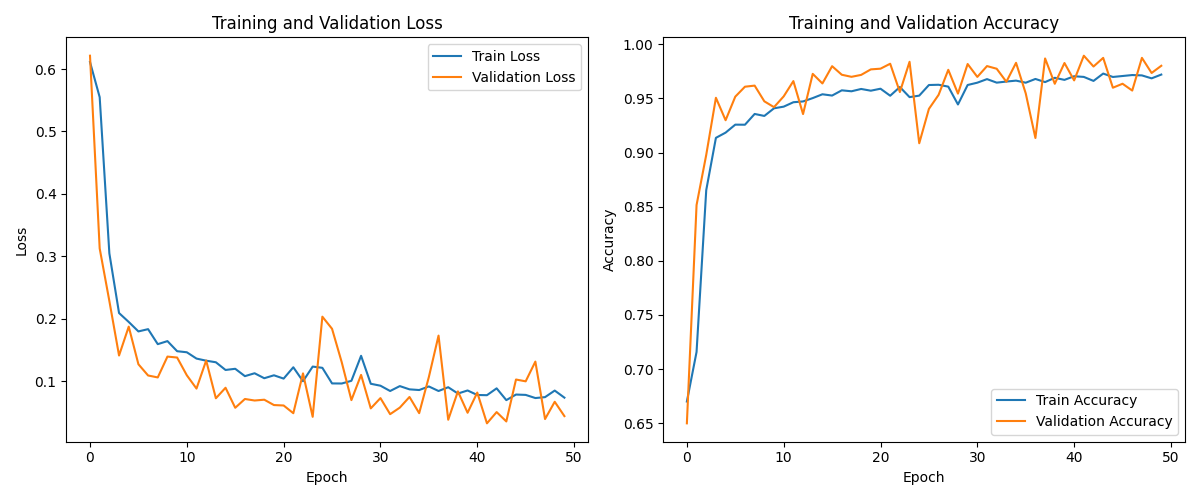 Training and Validation Loss
Train Loss
Validation Loss
0.6
0.5
0.4
0.3
0.2
0.1
Loss
0
10
20
30
40
50
Epoch
Training and Validation Accuracy
1.00
0.95
0.90
0.85
0.80
0.75
0.70
0.65
Accuracy
Train Accuracy
Validation Accuracy
0
10
20
30
40
50
Epoch